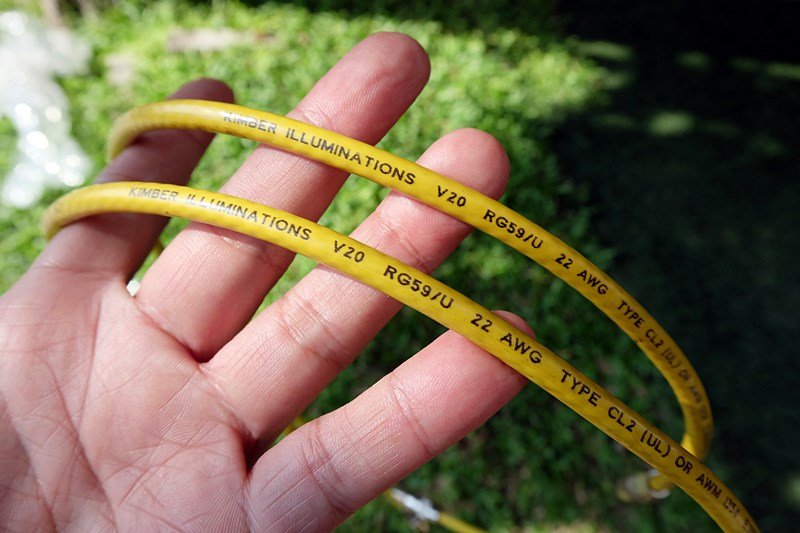 KIMBER ILLUMINATIONS V20 RG59/U 22 AWG TYPE CL2 (UL) OR
KIMBER ILLUMINATIONS V20 RG59/U 22 AWG TYPE CL2 (UL) OR AWM